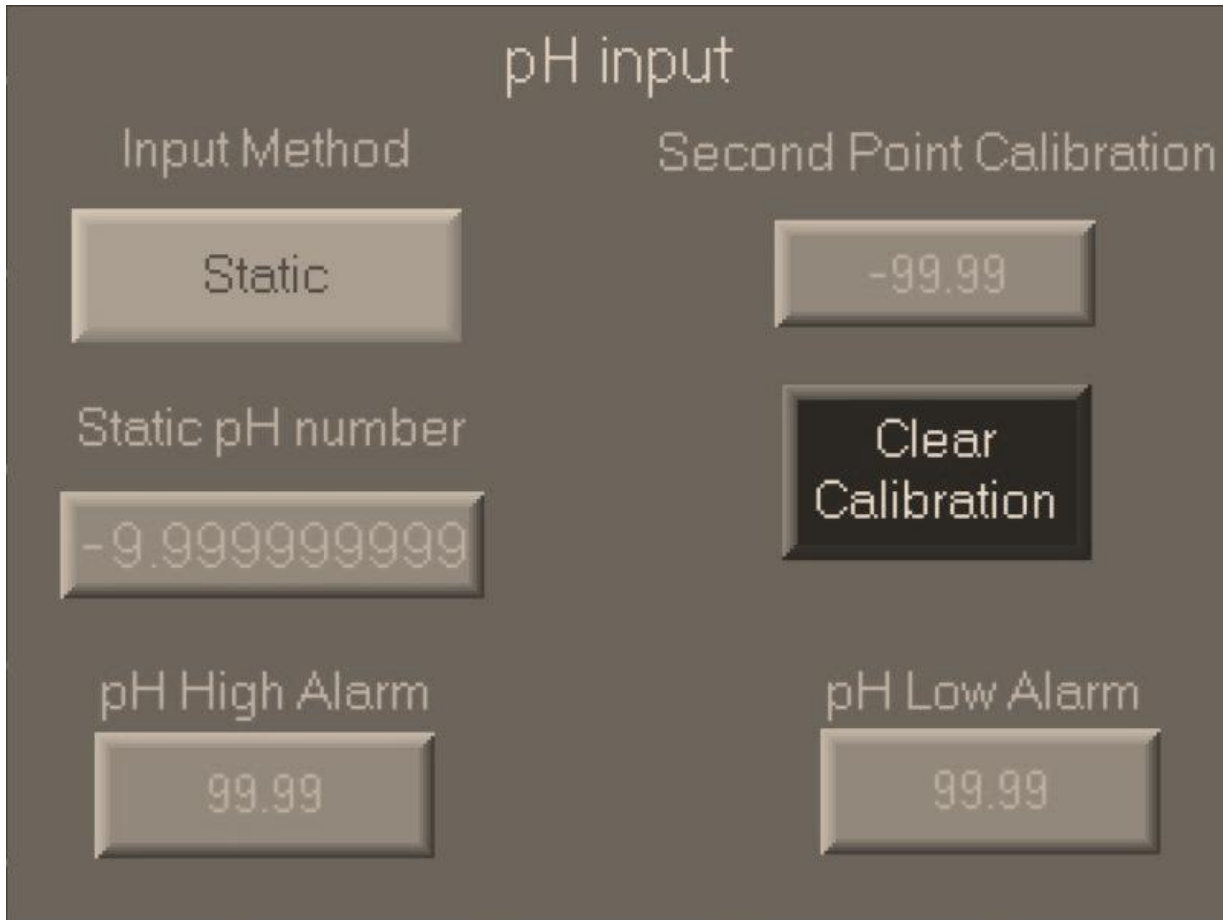 pH input
Input Method
Second Point Calibration
Static
-99.99
Static pH number
Clear
Calibration
-9.999999999
pH High Alarm
pH Low Alarm
99.99
99.99